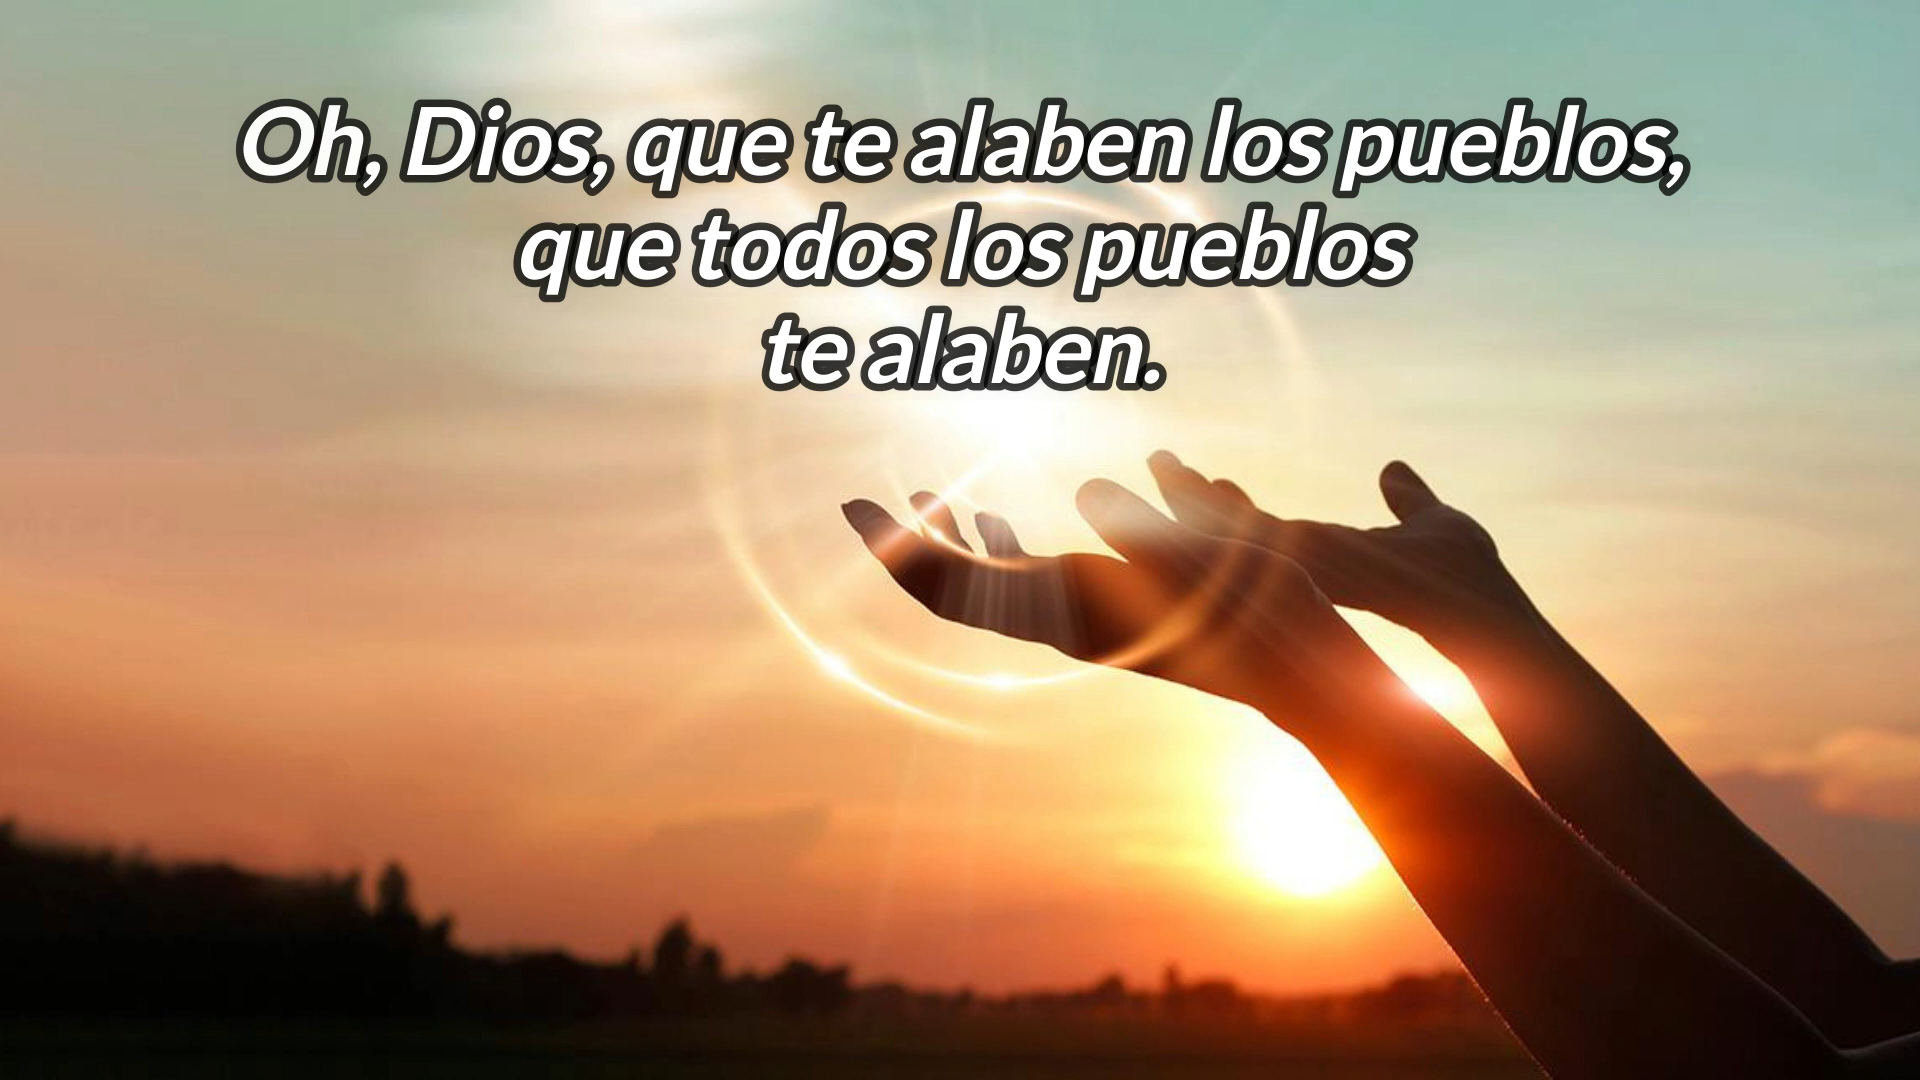 Oh, Dios, que te alaben los pueblos,
que todos los pueblos
te alaben.